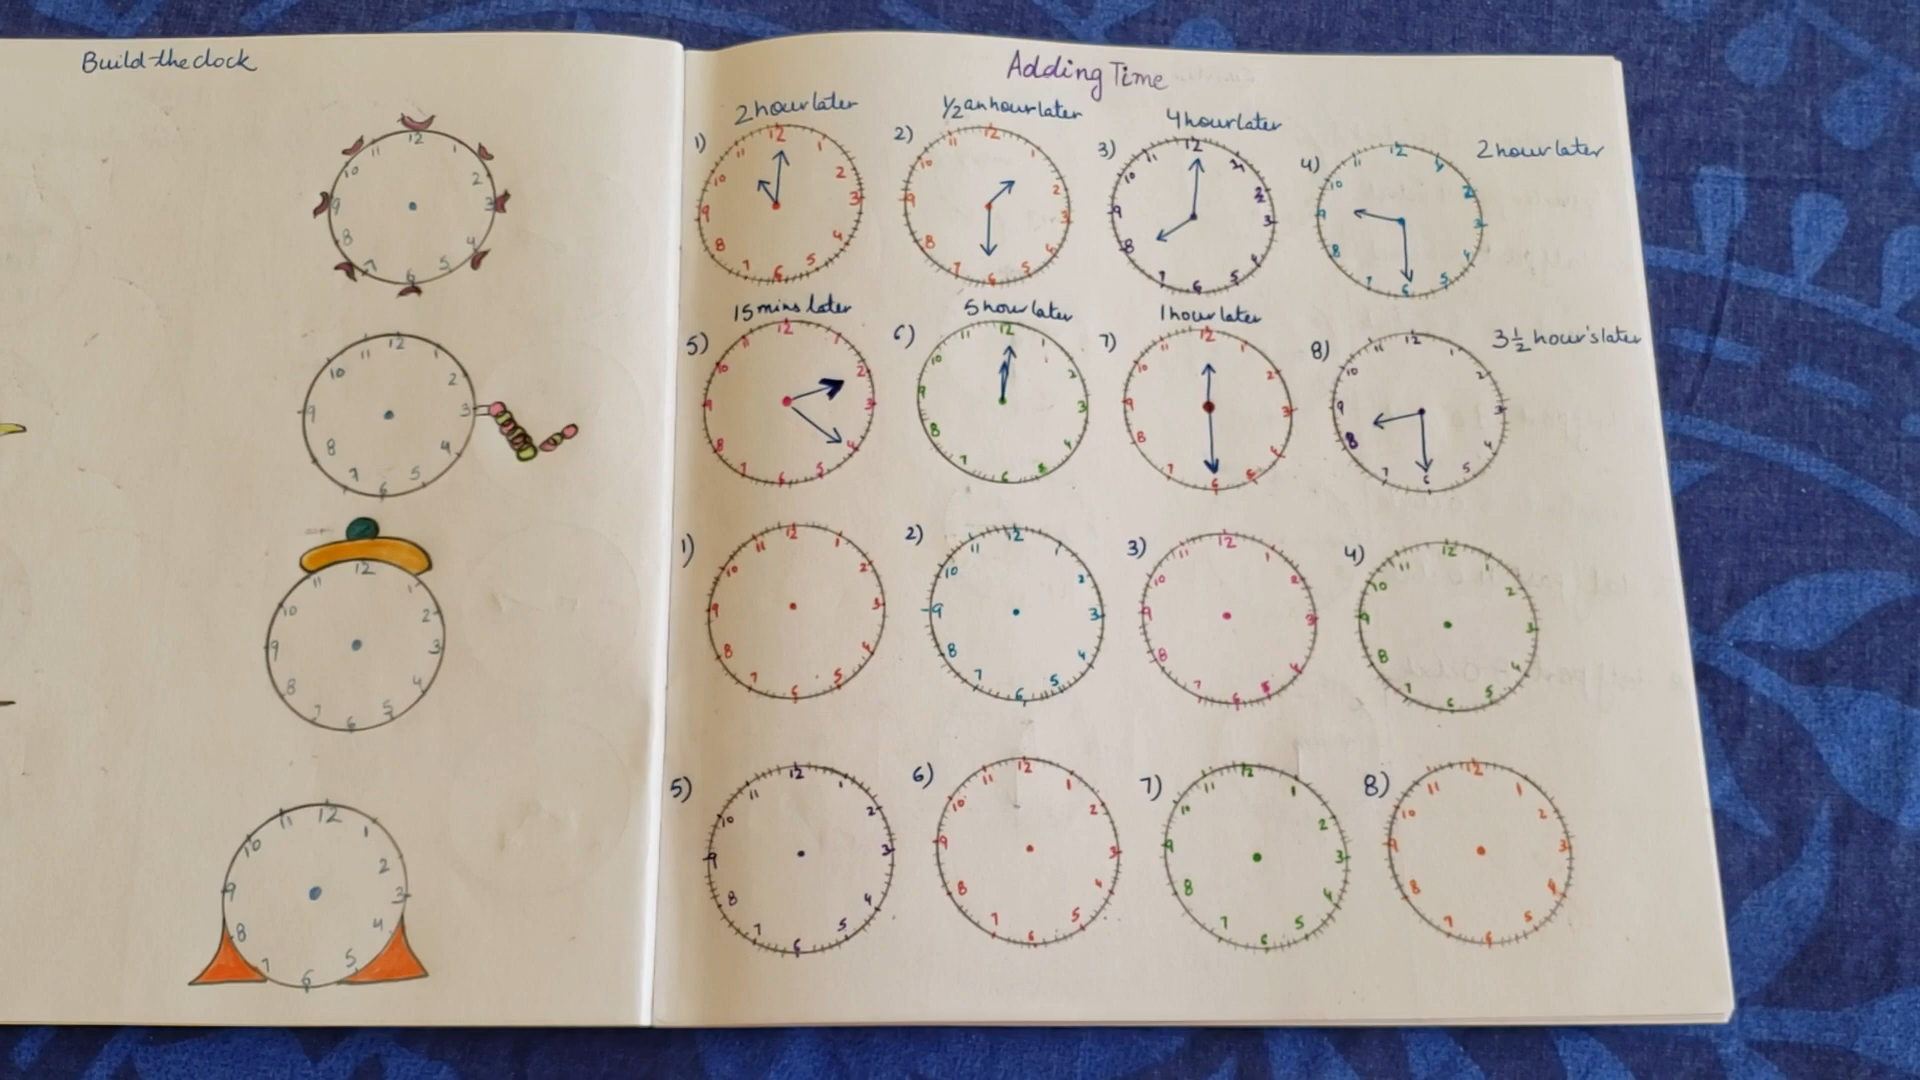 Build the clock
Adding Time
1) 2 hour later
2) ½ an hour later
3) 4 hour later
4) 2 hour later
5) 15 mins later
6) 5 hour later
7) 1 hour later
8) 3 ½ hour's later
1)
2)
3)
4)
5)
6)
7)
8)